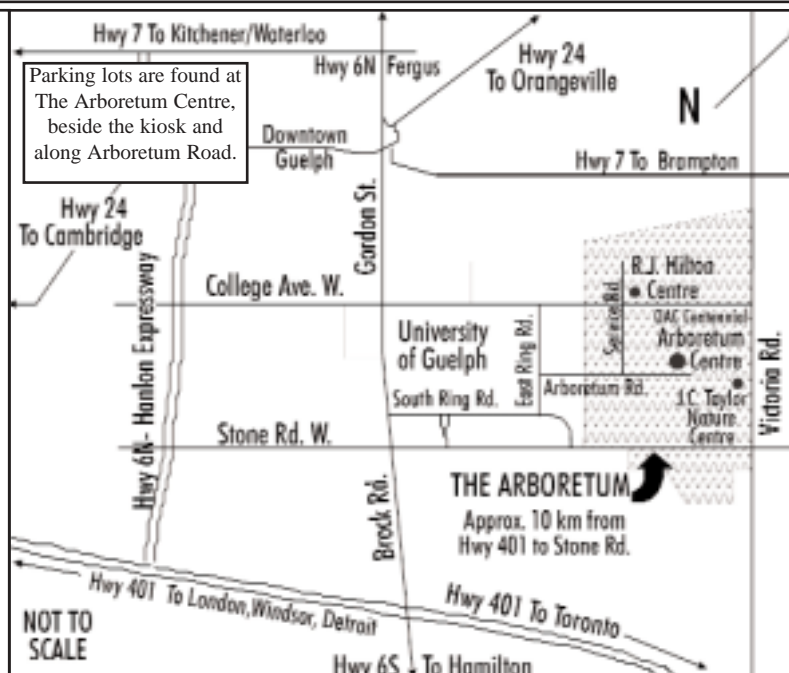 Hwy 7 To Kitchener/Waterloo
Hwy 6N Fergus
Hwy 24
To Orangeville
N
Parking lots are found at
The Arboretum Centre,
beside the kiosk and
along Arboretum Road.
Downtown
Guelph
Hwy 7 To Brampton
Gordon St.
Hwy 24
To Cambridge
Hwy 6N- Hanlon Expressway
College Ave. W.
R.J. Hilton
Centre
Service Rd.
OAC Centennial
Arboretum
Centre
University
of Guelph
East Ring Rd.
Arboretum Rd.
South Ring Rd.
J.C. Taylor
Nature
Centre
Victoria Rd.
Stone Rd. W.
Brock Rd.
THE ARBORETUM
Approx. 10 km from
Hwy 401 to Stone Rd.
Hwy 401 To London,Windsor, Detroit
Hwy 401 To Toronto
NOT TO
SCALE
Hwy 6S To Hamilton